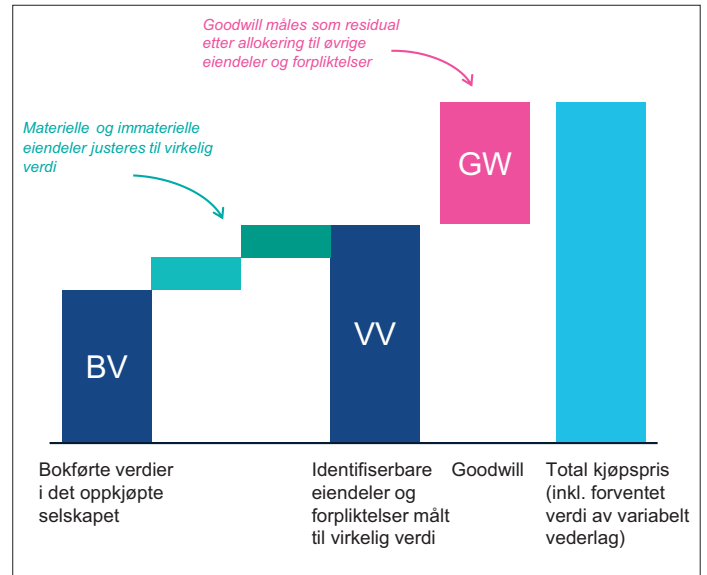 Goodwill måles som residual
etter allokering til øvrige
eiendeler og forpliktelser
Materielle og immaterielle
eiendeler justeres til virkelig
verdi
GW
BV
VV
Bokførte verdier
i det oppkjøpte
selskapet
Identifiserbare
eiendeler og
forpliktelser målt
til virkelig verdi
Goodwill
Total kjøpspris
(inkl. forventet
verdi av variabelt
vederlag)